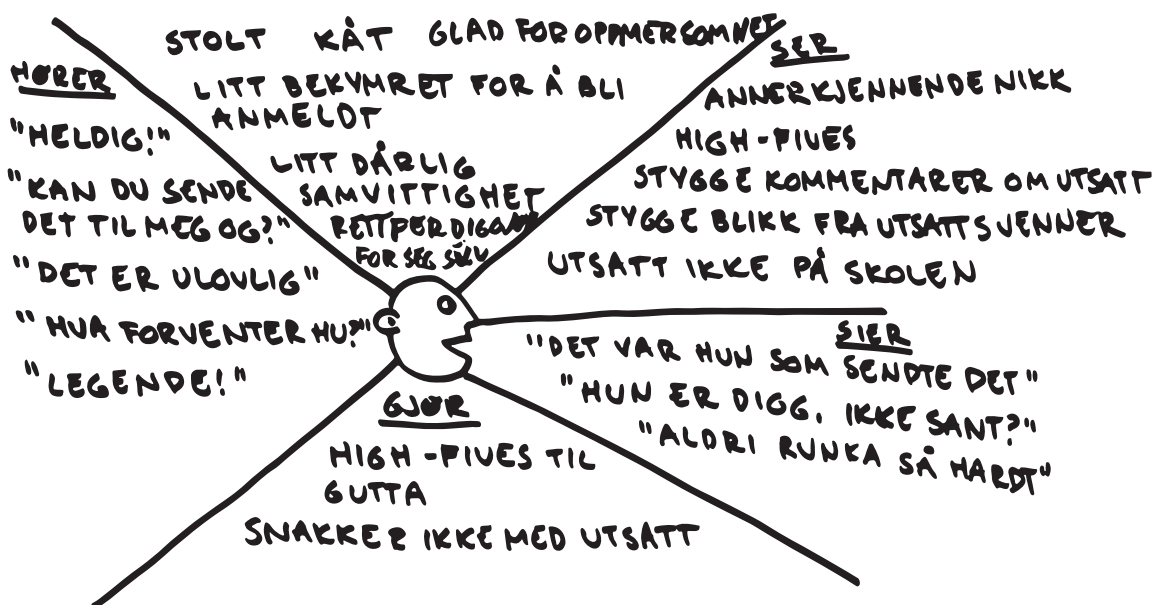 STOLT KÅT GLAD FOR OPPMERSOMHET
LITT BEKYMRET FOR Å BLI
ANMELDT
LITT DÅRLIG
SAMVITTIGHET
RETTFERDIGGJØR
FOR SEG SELV
HØRER
"HELDIG!"
"KAN DU SENDE
DET TIL MEG OG?"
"DET ER ULOVLIG"
"HVA FORVENTER HU?"
"LEGENDE!"
SER
ANNERKJENNENDE NIKK
HIGH-FIVES
STYGGE KOMMENTARER OM UTSATT
STYGGE BLIKK FRA UTSATTS VENNER
UTSATT IKKE PÅ SKOLEN
SIER
"DET VAR HUN SOM SENDTE DET"
"HUN ER DIGG, IKKE SANT?"
"ALDRI RUNKA SÅ HARDT"
GJØR
HIGH-FIVES TIL
GUTTA
SNAKKER IKKE MED UTSATT